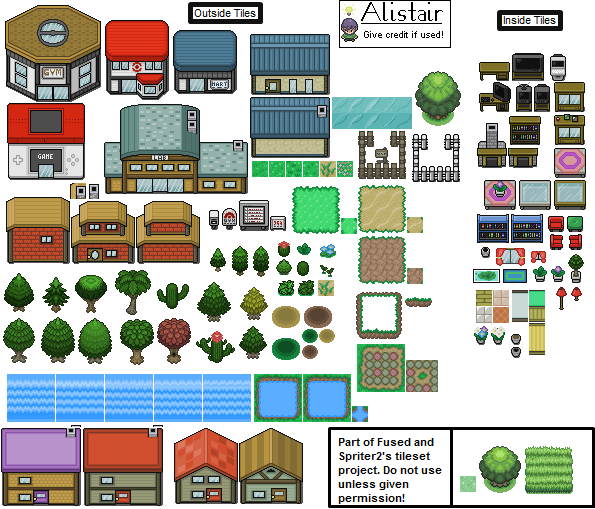 Outside Tiles
Alistair
Give credit if used!
Inside Tiles
GYM
MART
GAME
LAB
Part of Fused and
Spriter2's tileset
project. Do not use
unless given
permission!